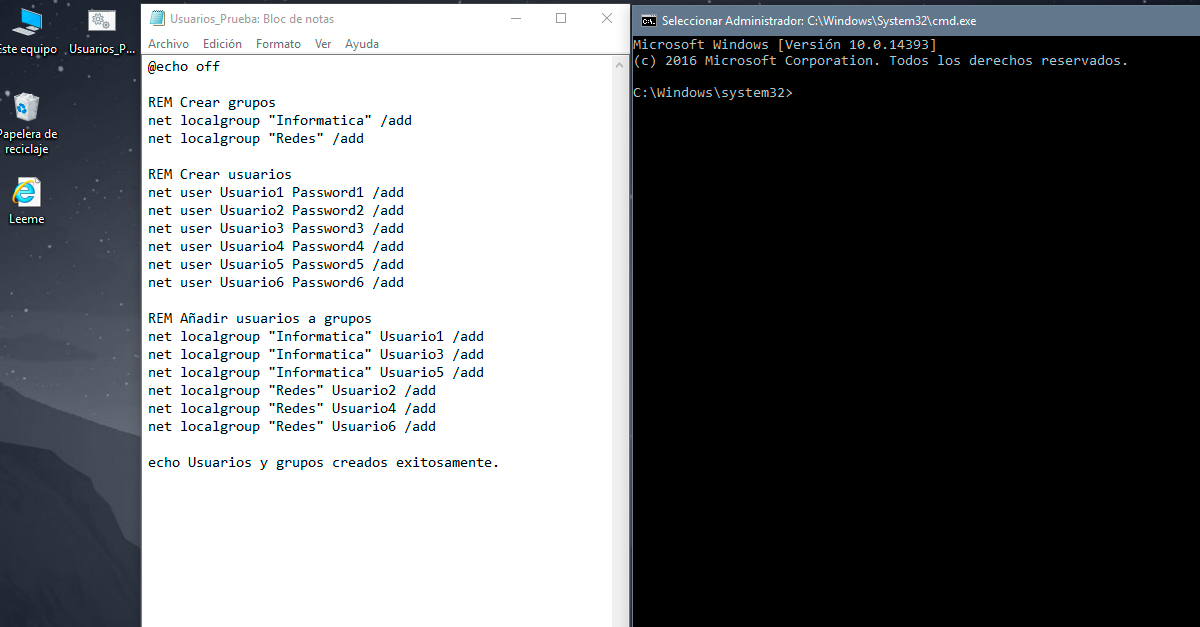 Este equipo
Usuarios_P...
Papelera de
reciclaje
Leeme
Usuarios_Prueba: Bloc de notas
Archivo Edición Formato Ver Ayuda
@echo off
REM Crear grupos
net localgroup "Informatica" /add
net localgroup "Redes" /add
REM Crear usuarios
net user Usuario1 Password1 /add
net user Usuario2 Password2 /add
net user Usuario3 Password3 /add
net user Usuario4 Password4 /add
net user Usuario5 Password5 /add
net user Usuario6 Password6 /add
REM Añadir usuarios a grupos
net localgroup "Informatica" Usuario1 /add
net localgroup "Informatica" Usuario3 /add
net localgroup "Informatica" Usuario5 /add
net localgroup "Redes" Usuario2 /add
net localgroup "Redes" Usuario4 /add
net localgroup "Redes" Usuario6 /add
echo Usuarios y grupos creados exitosamente.
Seleccionar Administrador: C:\Windows\System32\cmd.exe
Microsoft Windows [Versión 10.0.14393]
(c) 2016 Microsoft Corporation. Todos los derechos reservados.
C:\Windows\system32>